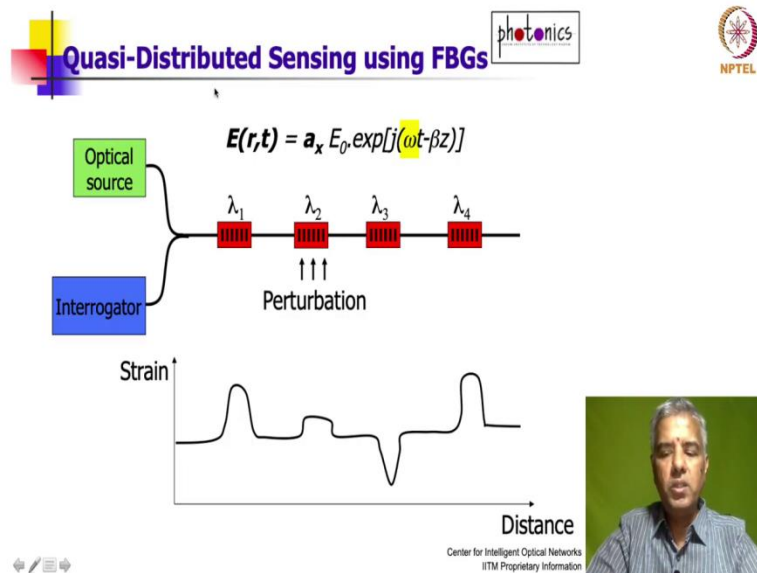 photonics
NPTEL
Quasi-Distributed Sensing using FBGs
E(r,t) = aₓ E₀.exp[j(ωt-βz)]
Optical
source
λ₁ λ₂ λ₃ λ₄
Interrogator
Perturbation
Strain
Distance
Center for Intelligent Optical Networks
IITM Proprietary Information